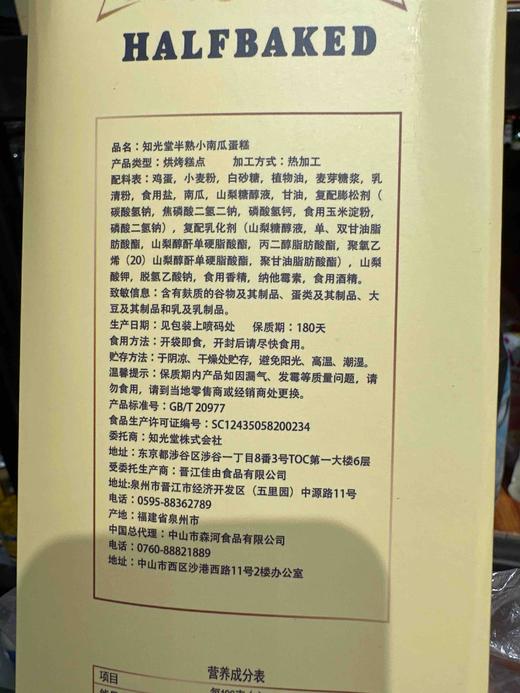 HALFBAKED
品名：知光堂半熟小南瓜蛋糕
产品类型：烘烤糕点 加工方式：热加工
配料表：鸡蛋，小麦粉，白砂糖，植物油，麦芽糖浆，乳
清粉，食用盐，南瓜，山梨糖醇液，甘油，复配膨松剂（
碳酸氢钠，焦磷酸二氢二钠，磷酸氢钙，食用玉米淀粉，
磷酸二氢钠），复配乳化剂（山梨糖醇液，单、双甘油脂
肪酸酯，山梨醇酐单硬脂酸酯，丙二醇脂肪酸酯，聚氧乙
烯（20）山梨醇酐单硬脂酸酯，聚甘油脂肪酸酯），山梨
酸钾，脱氢乙酸钠，食用香精，纳他霉素，食用酒精。
致敏信息：含有麸质的谷物及其制品、蛋类及其制品、大
豆及其制品和乳及乳制品。
生产日期：见包装上喷码处 保质期：180天
食用方法：开袋即食，开封后请尽快食用。
贮存方法：于阴凉、干燥处贮存，避免阳光、高温、潮湿。
温馨提示：保质期内产品如因漏气、发霉等质量问题，请
勿食用，请到当地零售商或经销商处更换。
产品标准号：GB/T 20977
食品生产许可证编号：SC12435058200234
委托商：知光堂株式会社
地址：东京都涉谷区涉谷一丁目8番3号TOC第一大楼6层
受委托生产商：晋江佳由食品有限公司
地址:泉州市晋江市经济开发区（五里园）中源路11号
电话：0595-88362789
产地：福建省泉州市
中国总代理：中山市森河食品有限公司
电话：0760-88821889
地址：中山市西区沙港西路11号2楼办公室
营养成分表
项目